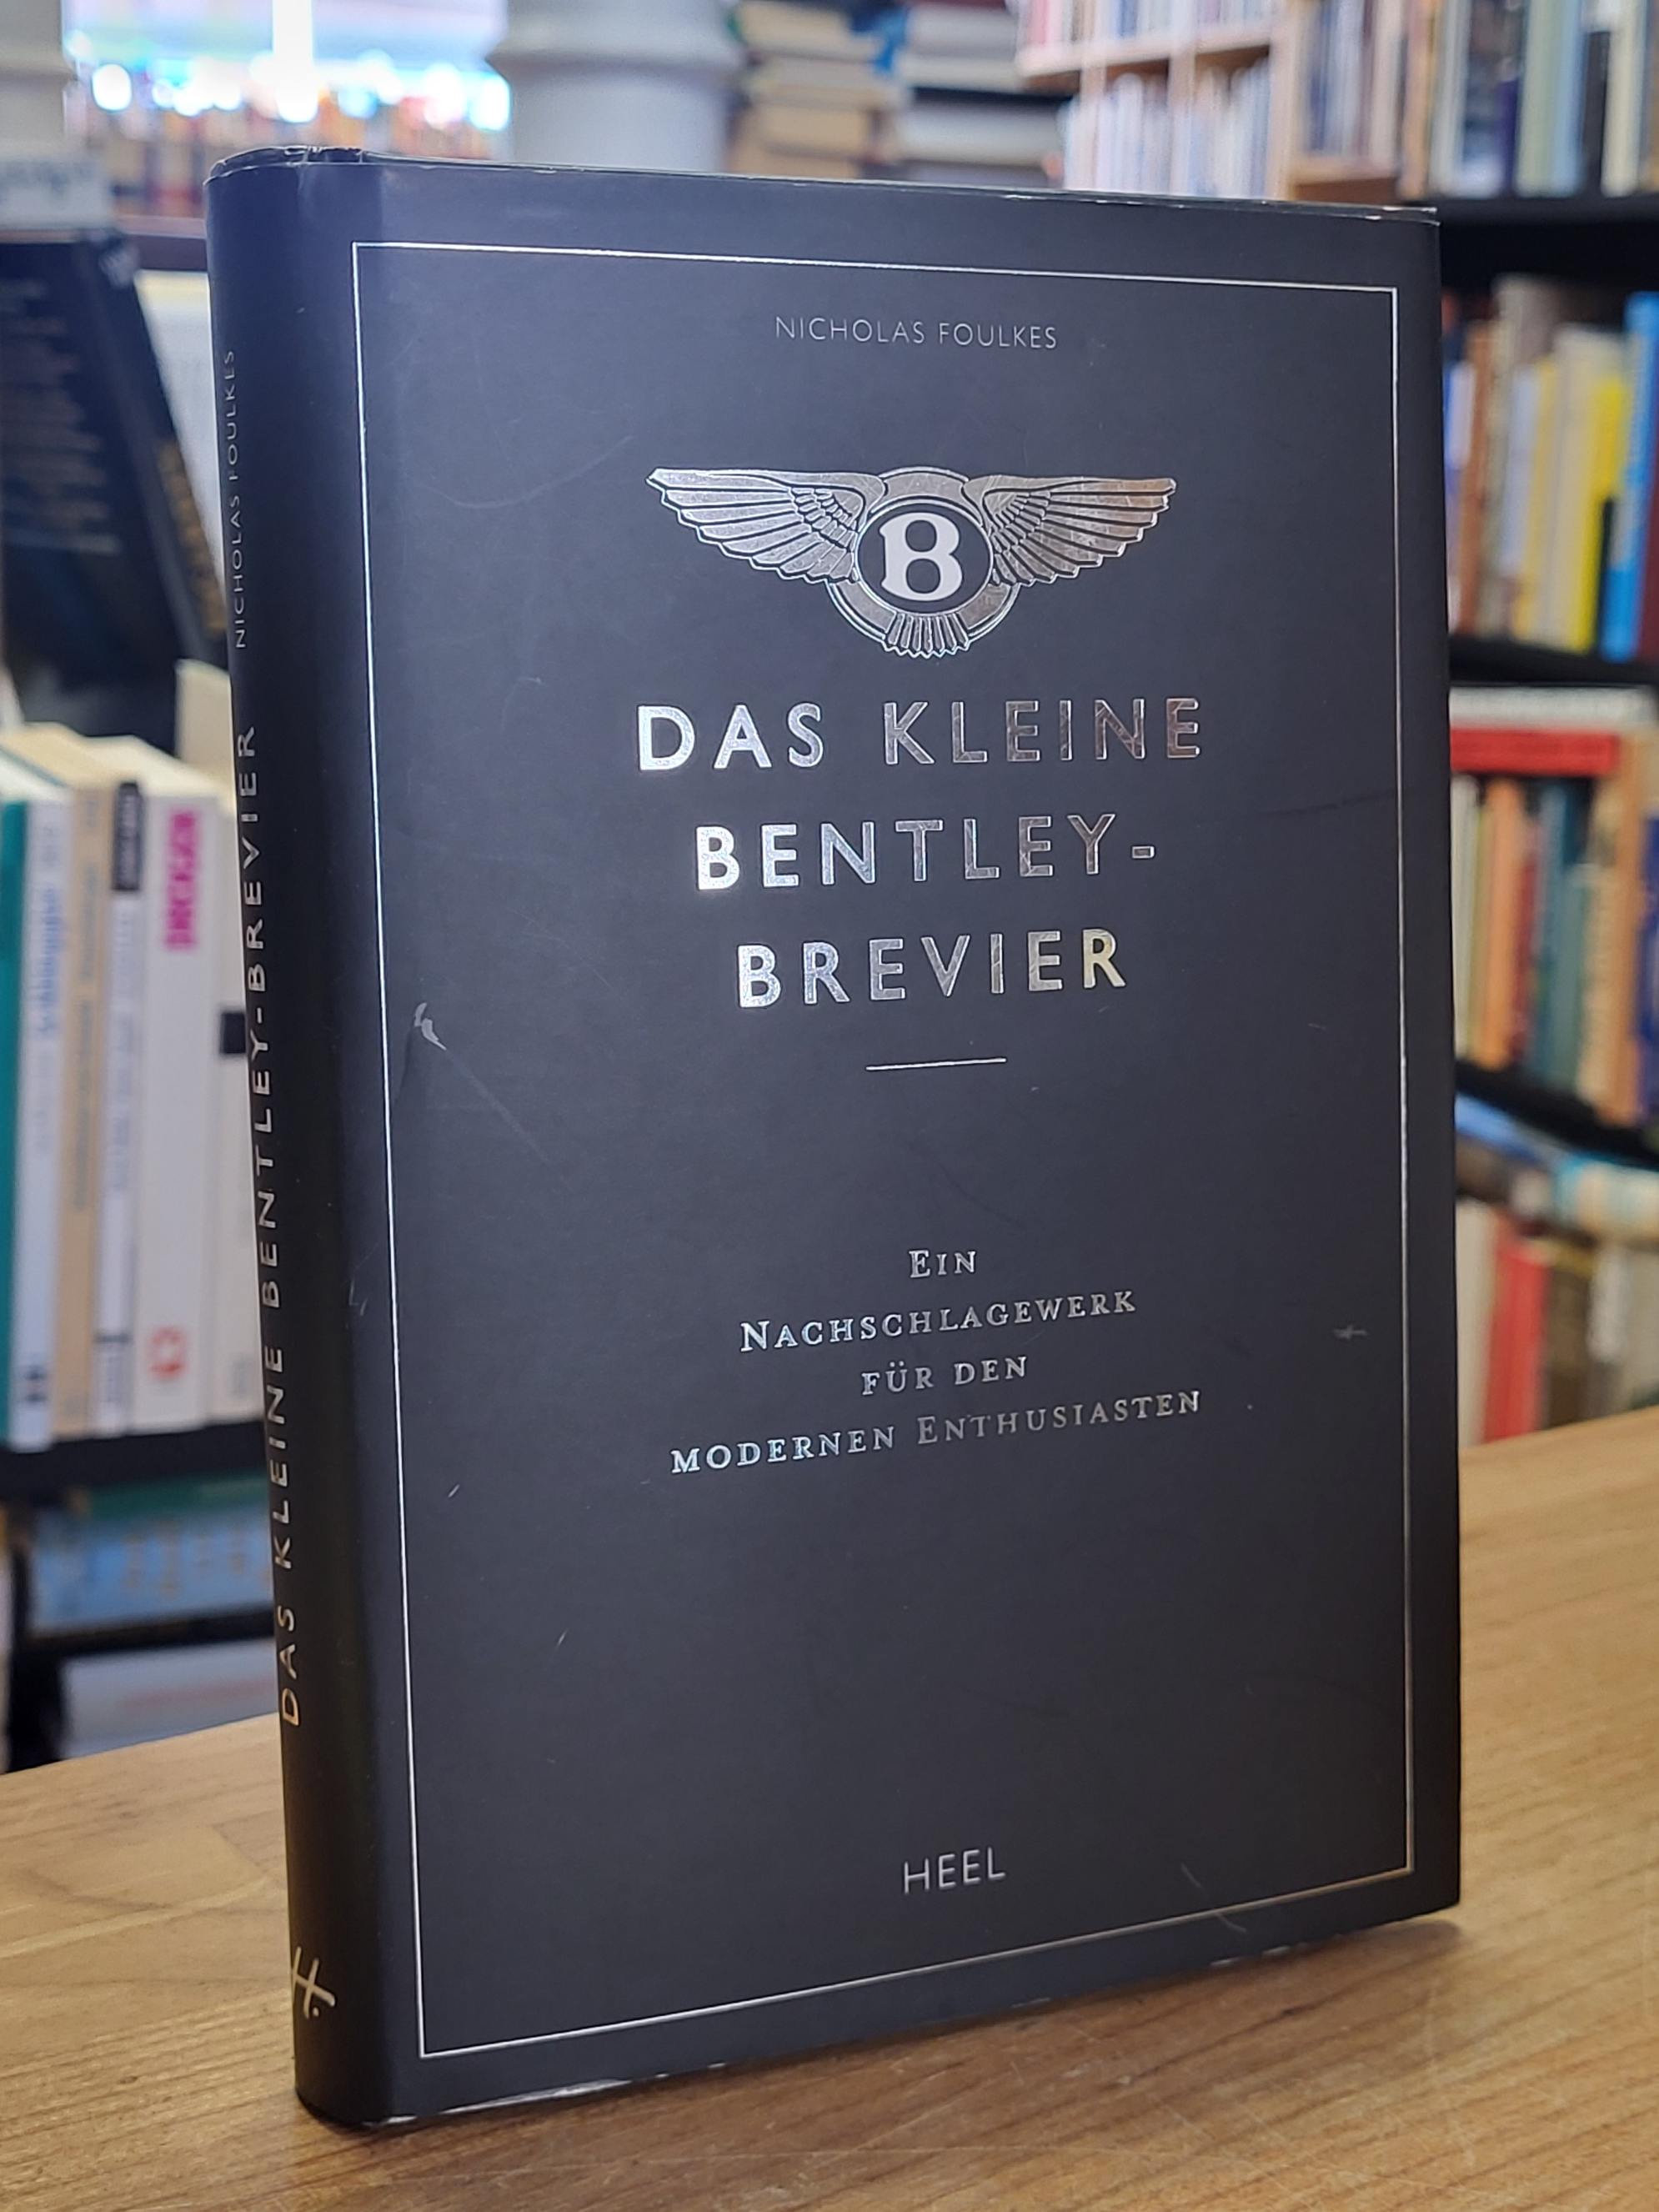 NICHOLAS FOULKES
B
DAS KLEINE
BENTLEY-
BREVIER
EIN
NACHSCHLAGEWERK
FÜR DEN
MODERNEN ENTHUSIASTEN
HEEL
DAS KLEINE BENTLEY-BREVIER NICHOLAS FOULKES
H.